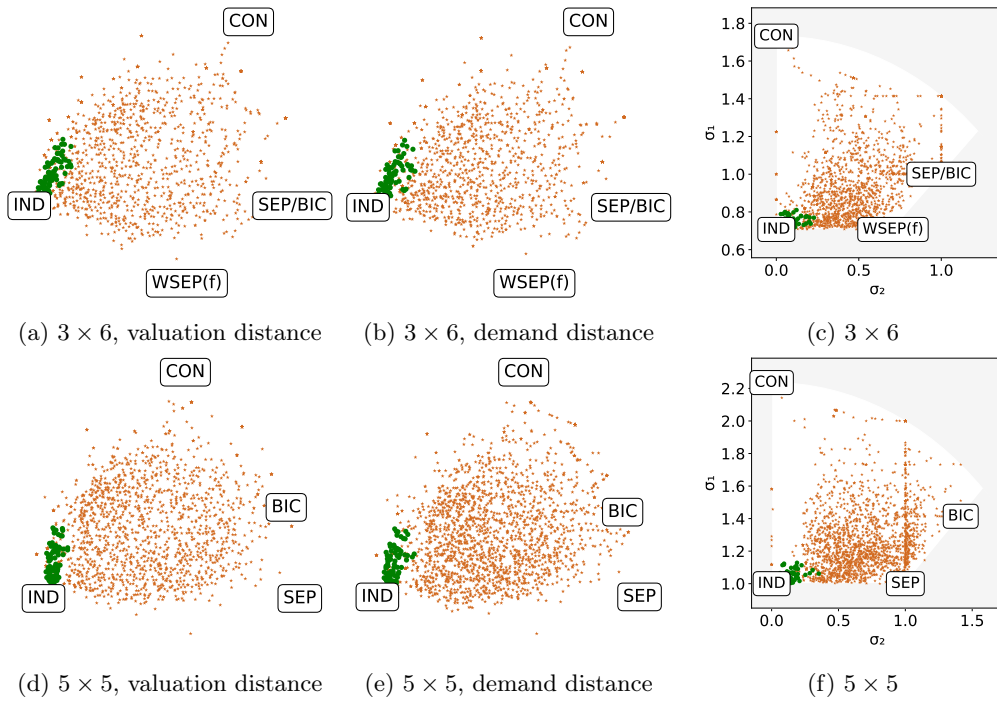 CON
IND
SEP/BIC
WSEP(f)
(a) 3 × 6, valuation distance
CON
IND
SEP/BIC
WSEP(f)
(b) 3 × 6, demand distance
1.8
1.6
1.4
1.2
1.0
0.8
0.6
σ₁
CON
SEP/BIC
IND
WSEP(f)
0.0 0.5 1.0
σ₂
(c) 3 × 6
CON
BIC
IND
SEP
(d) 5 × 5, valuation distance
CON
BIC
IND
SEP
(e) 5 × 5, demand distance
2.2
2.0
1.8
1.6
1.4
1.2
1.0
σ₁
CON
BIC
IND
SEP
0.0 0.5 1.0 1.5
σ₂
(f) 5 × 5